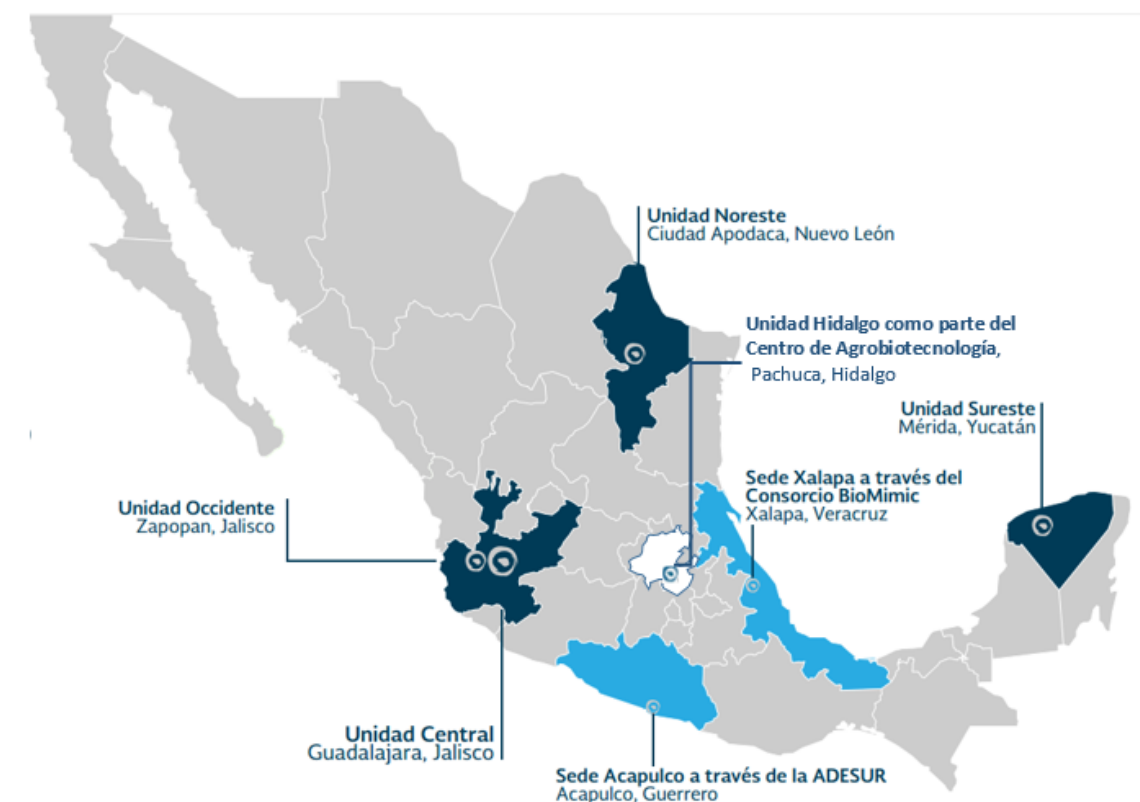 Unidad Noreste
Ciudad Apodaca, Nuevo León
Unidad Hidalgo como parte del
Centro de Agrobiotecnología,
Pachuca, Hidalgo
Unidad Sureste
Mérida, Yucatán
Sede Xalapa a través del
Consorcio BioMimic
Xalapa, Veracruz
Unidad Occidente
Zapopan, Jalisco
Unidad Central
Guadalajara, Jalisco
Sede Acapulco a través de la ADESUR
Acapulco, Guerrero